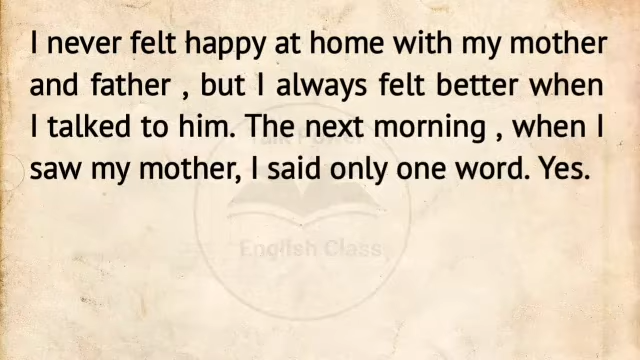 I never felt happy at home with my mother
and father , but I always felt better when
I talked to him. The next morning , when I
saw my mother, I said only one word. Yes.
English Class